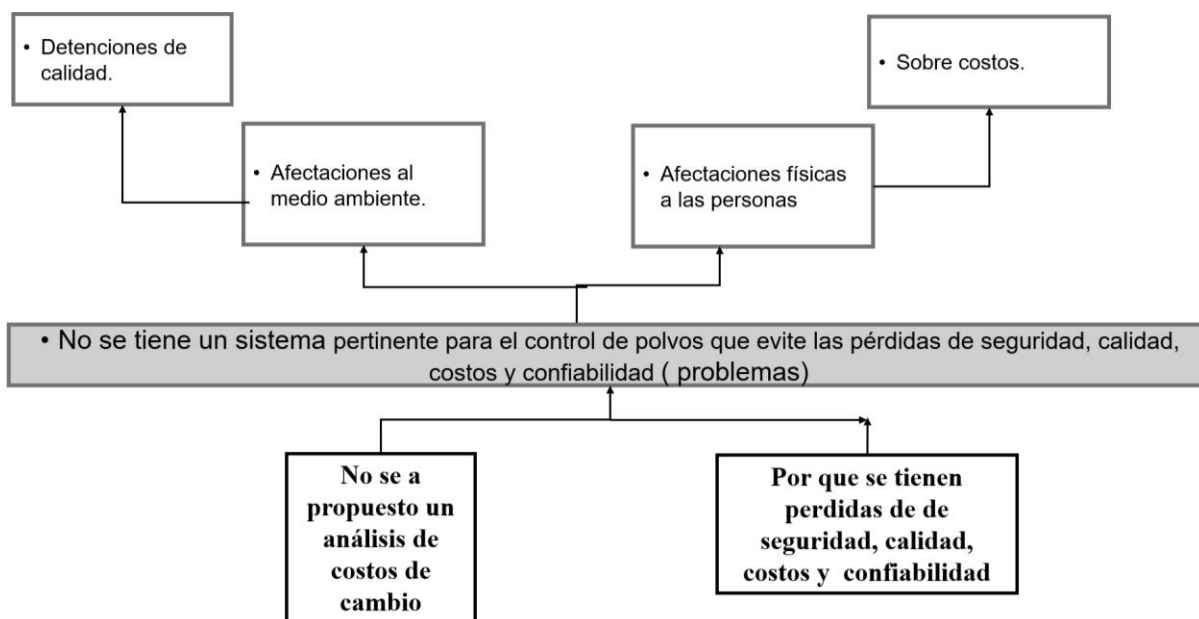 • Detenciones de
calidad.
• Sobre costos.
• Afectaciones al
medio ambiente.
• Afectaciones físicas
a las personas
• No se tiene un sistema pertinente para el control de polvos que evite las pérdidas de seguridad, calidad,
costos y confiabilidad ( problemas)
No se a
propuesto un
análisis de
costos de
cambio
Por que se tienen
perdidas de de
seguridad, calidad,
costos y confiabilidad